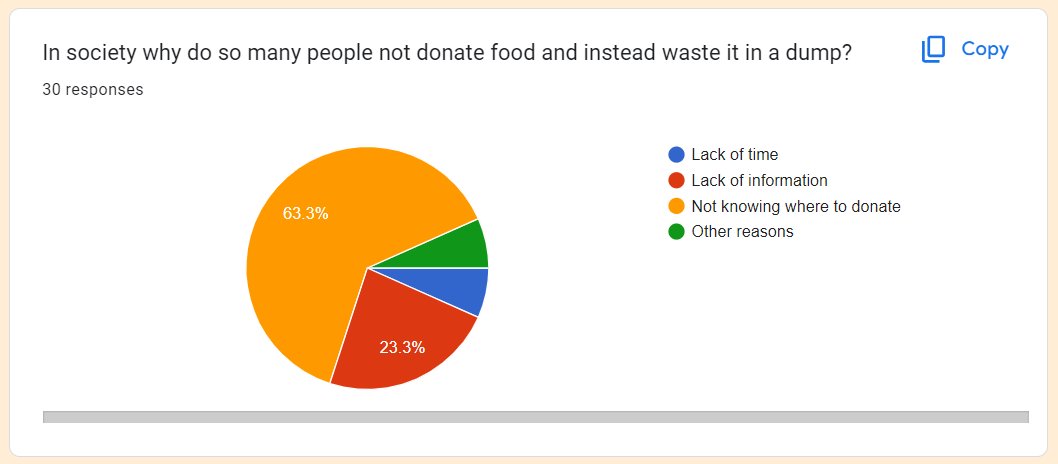 In society why do so many people not donate food and instead waste it in a dump?
Copy
30 responses
63.3%
23.3%
Lack of time
Lack of information
Not knowing where to donate
Other reasons